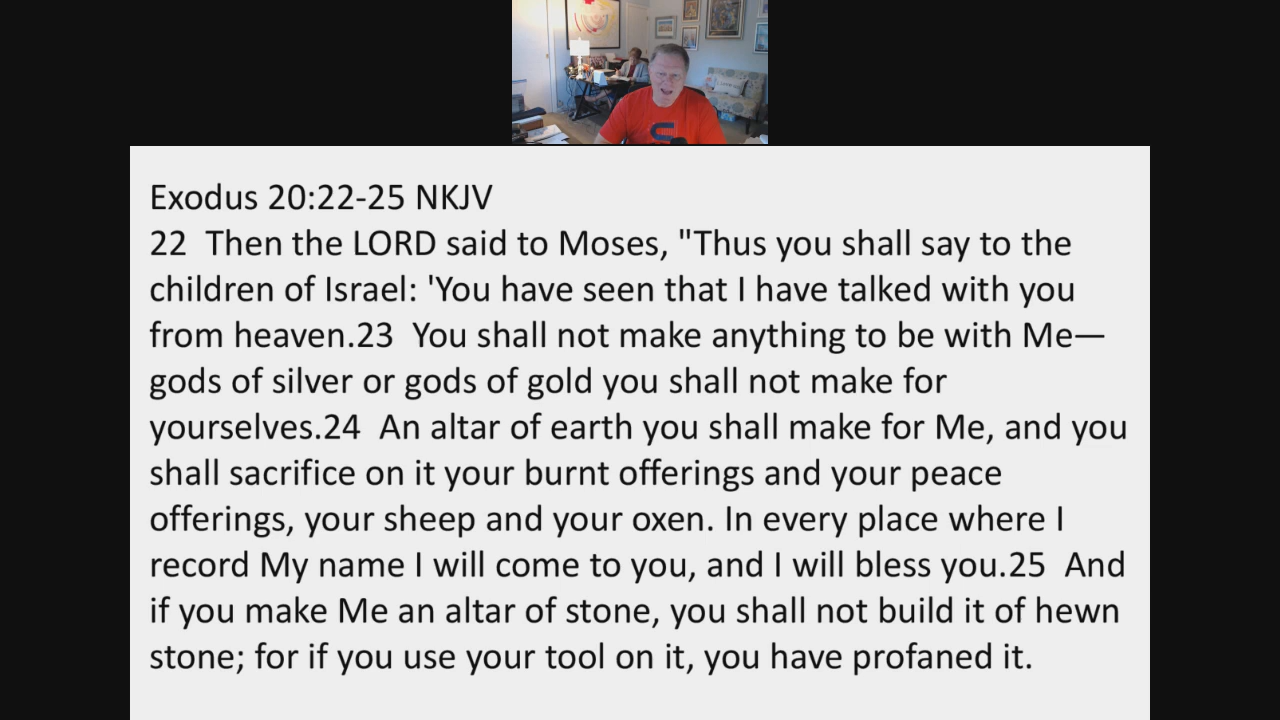 Exodus 20:22-25 NKJV
22  Then the LORD said to Moses, "Thus you shall say to the
children of Israel: 'You have seen that I have talked with you
from heaven.23  You shall not make anything to be with Me—
gods of silver or gods of gold you shall not make for
yourselves.24  An altar of earth you shall make for Me, and you
shall sacrifice on it your burnt offerings and your peace
offerings, your sheep and your oxen. In every place where I
record My name I will come to you, and I will bless you.25  And
if you make Me an altar of stone, you shall not build it of hewn
stone; for if you use your tool on it, you have profaned it.